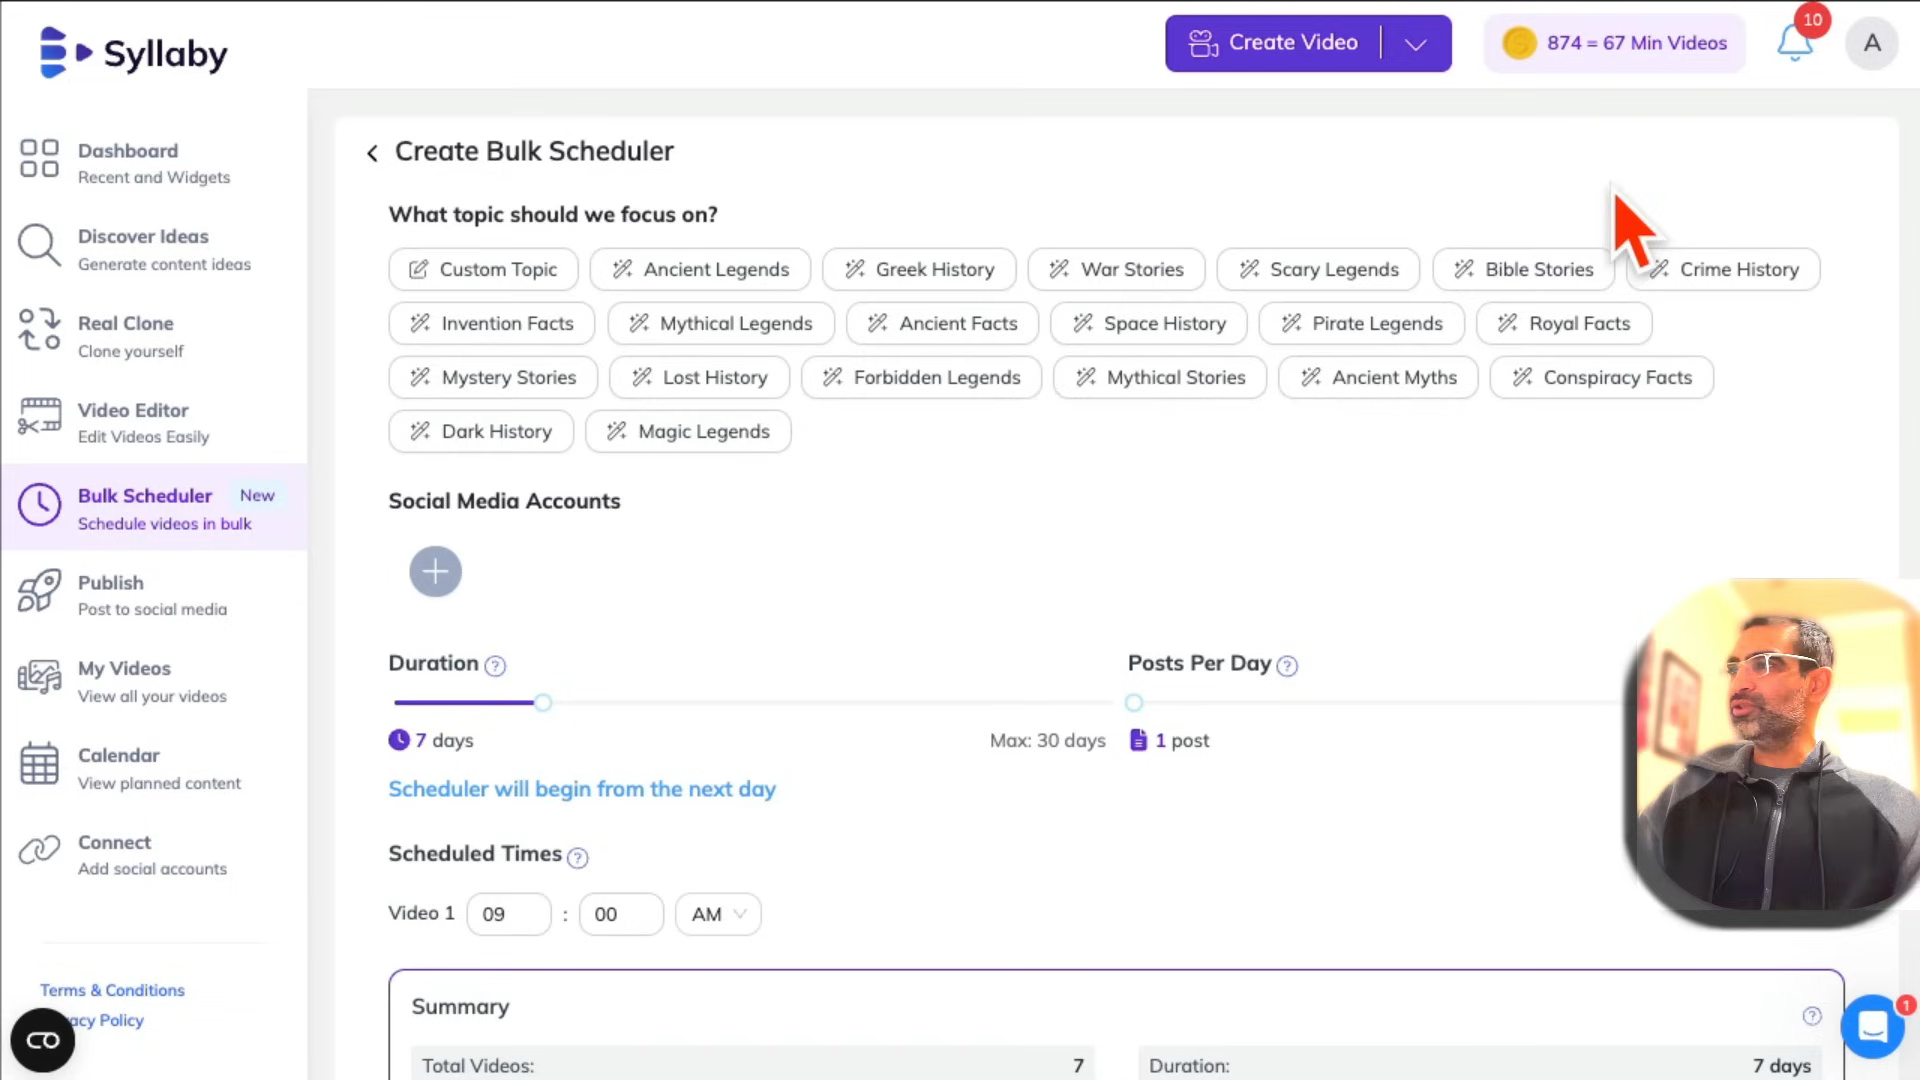 Syllaby
Create Video
874 = 67 Min Videos
10
A
Dashboard
Recent and Widgets
Discover Ideas
Generate content ideas
Real Clone
Clone yourself
Video Editor
Edit Videos Easily
Bulk Scheduler New
Schedule videos in bulk
Publish
Post to social media
My Videos
View all your videos
Calendar
View planned content
Connect
Add social accounts
Terms & Conditions
acy Policy
Create Bulk Scheduler
What topic should we focus on?
Custom Topic Ancient Legends Greek History War Stories Scary Legends Bible Stories Crime History
Invention Facts Mythical Legends Ancient Facts Space History Pirate Legends Royal Facts
Mystery Stories Lost History Forbidden Legends Mythical Stories Ancient Myths Conspiracy Facts
Dark History Magic Legends
Social Media Accounts
Duration ? Posts Per Day ?
7 days Max: 30 days 1 post
Scheduler will begin from the next day
Scheduled Times ?
Video 1 09 : 00 AM
Summary ?
Total Videos: 7 Duration: 7 days
1